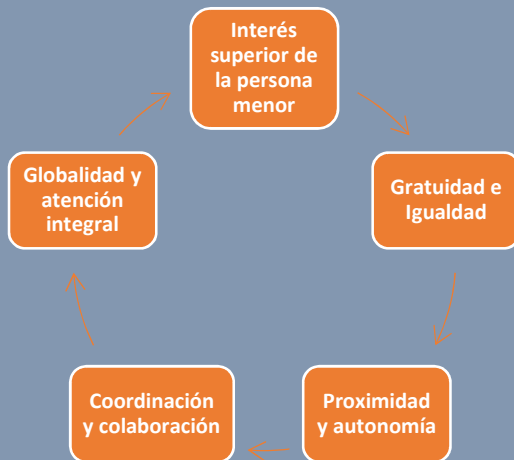 Interés
superior de
la persona
menor
Gratuidad e
Igualdad
Proximidad
y autonomía
Coordinación
y colaboración
Globalidad y
atención
integral